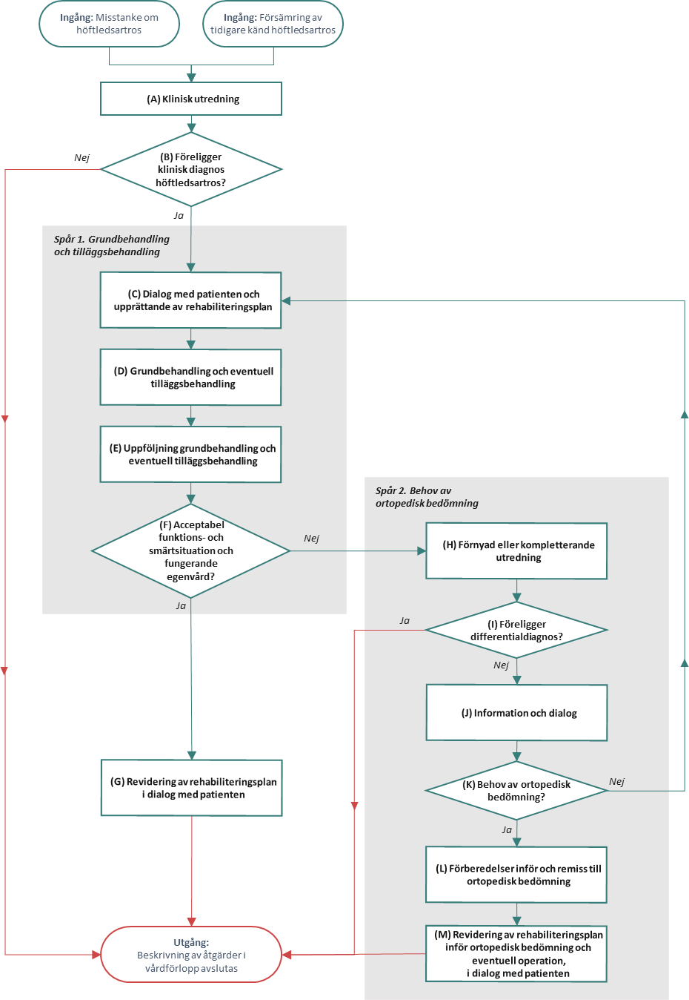 Ingång: Misstanke om
höftledsartros
Ingång: Försämring av
tidigare känd höftledsartros
(A) Klinisk utredning
Nej
(B) Föreligger
klinisk diagnos
höftledsartros?
Ja
Spår 1. Grundbehandling
och tilläggsbehandling
(C) Dialog med patienten och
upprättande av rehabiliteringsplan
(D) Grundbehandling och eventuell
tilläggsbehandling
(E) Uppföljning grundbehandling och
eventuell tilläggsbehandling
(F) Acceptabel
funktions- och
smärtsituation och
fungerande
egenvård?
Nej
Ja
Spår 2. Behov av
ortopedisk bedömning
(H) Förnyad eller kompletterande
utredning
Ja
(I) Föreligger
differentialdiagnos?
Nej
(J) Information och dialog
(K) Behov av ortopedisk
bedömning?
Nej
Ja
(G) Revidering av rehabiliteringsplan
i dialog med patienten
(L) Förberedelser inför och remiss till
ortopedisk bedömning
(M) Revidering av rehabiliteringsplan
inför ortopedisk bedömning och
eventuell operation,
i dialog med patienten
Utgång:
Beskrivning av åtgärder i
vårdförlopp avslutas